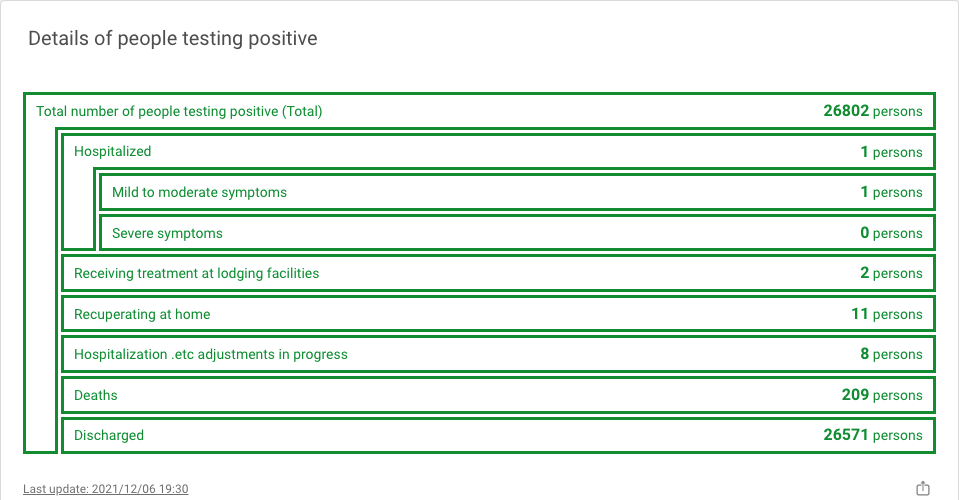 Details of people testing positive
Total number of people testing positive (Total) 26802 persons
Hospitalized 1 persons
Mild to moderate symptoms 1 persons
Severe symptoms 0 persons
Receiving treatment at lodging facilities 2 persons
Recuperating at home 11 persons
Hospitalization .etc adjustments in progress 8 persons
Deaths 209 persons
Discharged 26571 persons
Last update: 2021/12/06 19:30